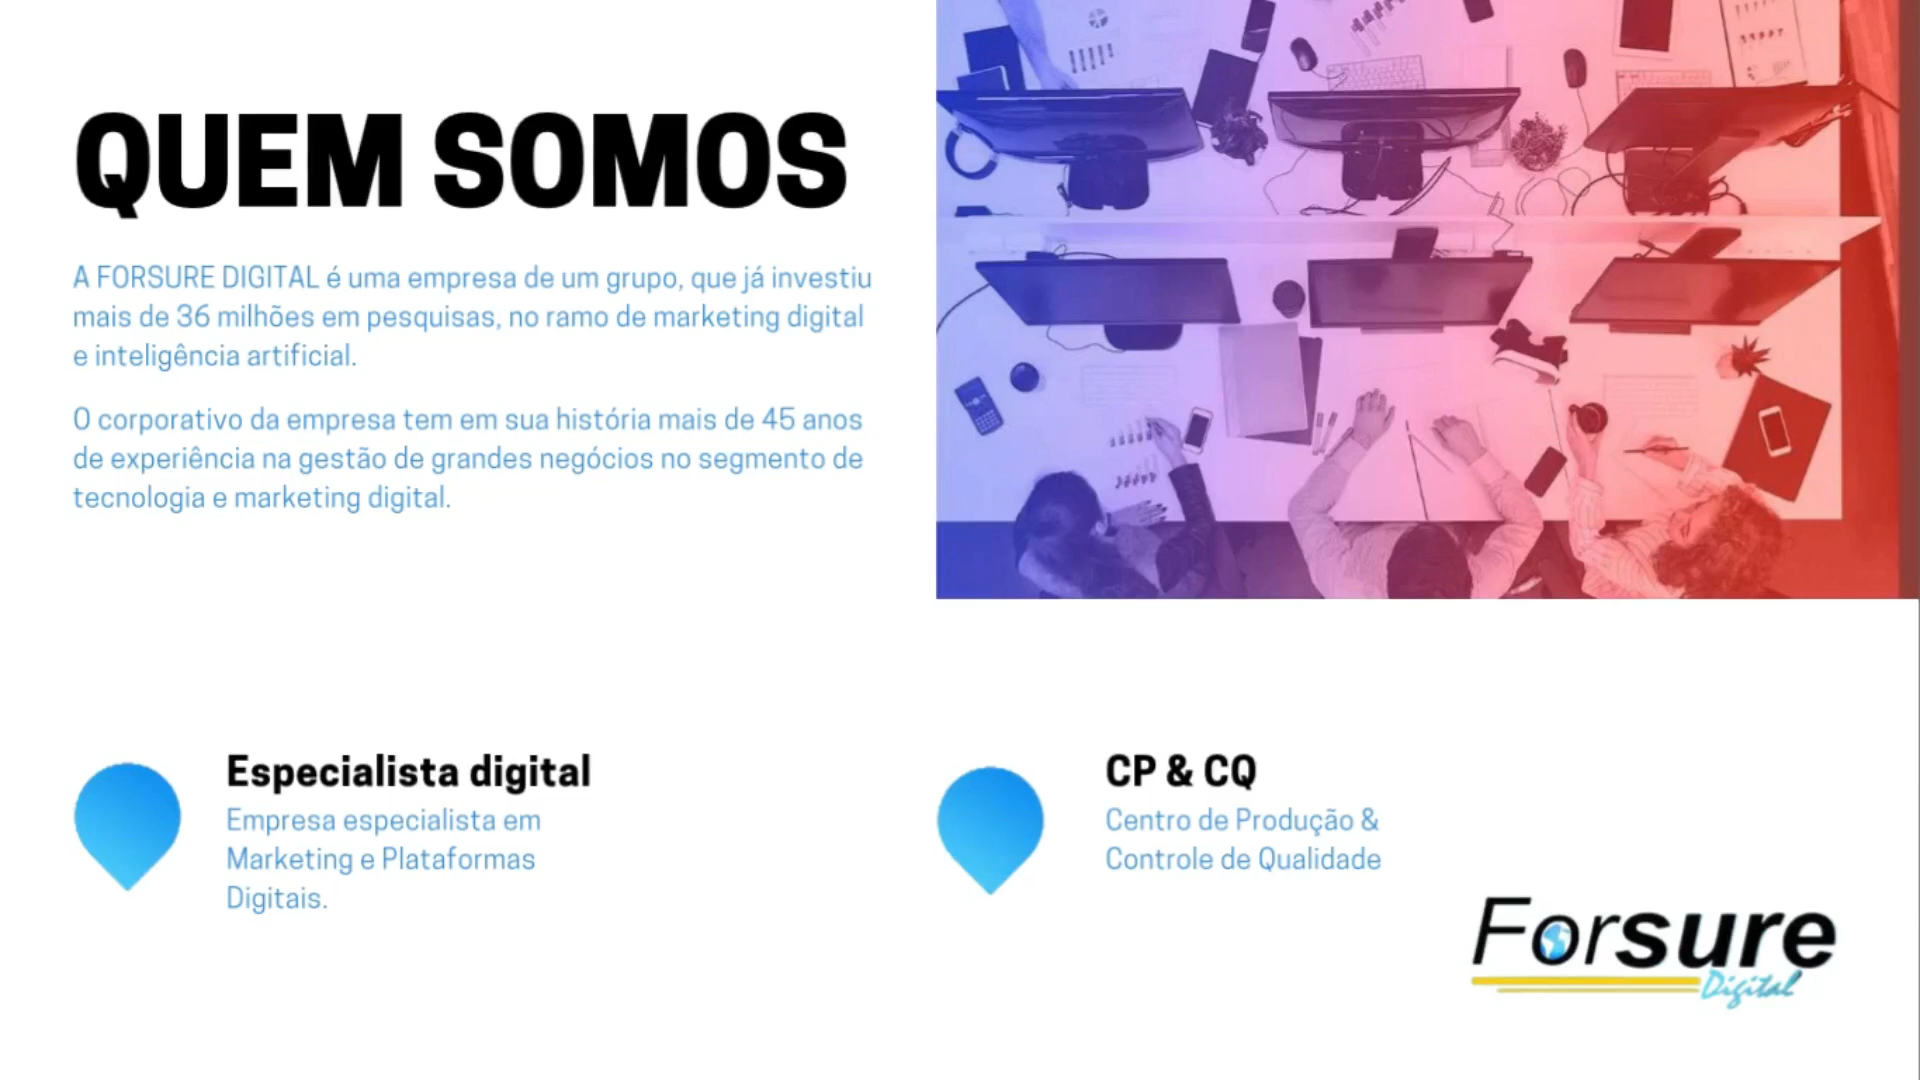 QUEM SOMOS
A FORSURE DIGITAL é uma empresa de um grupo, que já investiu
mais de 36 milhões em pesquisas, no ramo de marketing digital
e inteligência artificial.
O corporativo da empresa tem em sua história mais de 45 anos
de experiência na gestão de grandes negócios no segmento de
tecnologia e marketing digital.
Especialista digital
Empresa especialista em
Marketing e Plataformas
Digitais.
CP & CQ
Centro de Produção &
Controle de Qualidade
Forsure
Digital